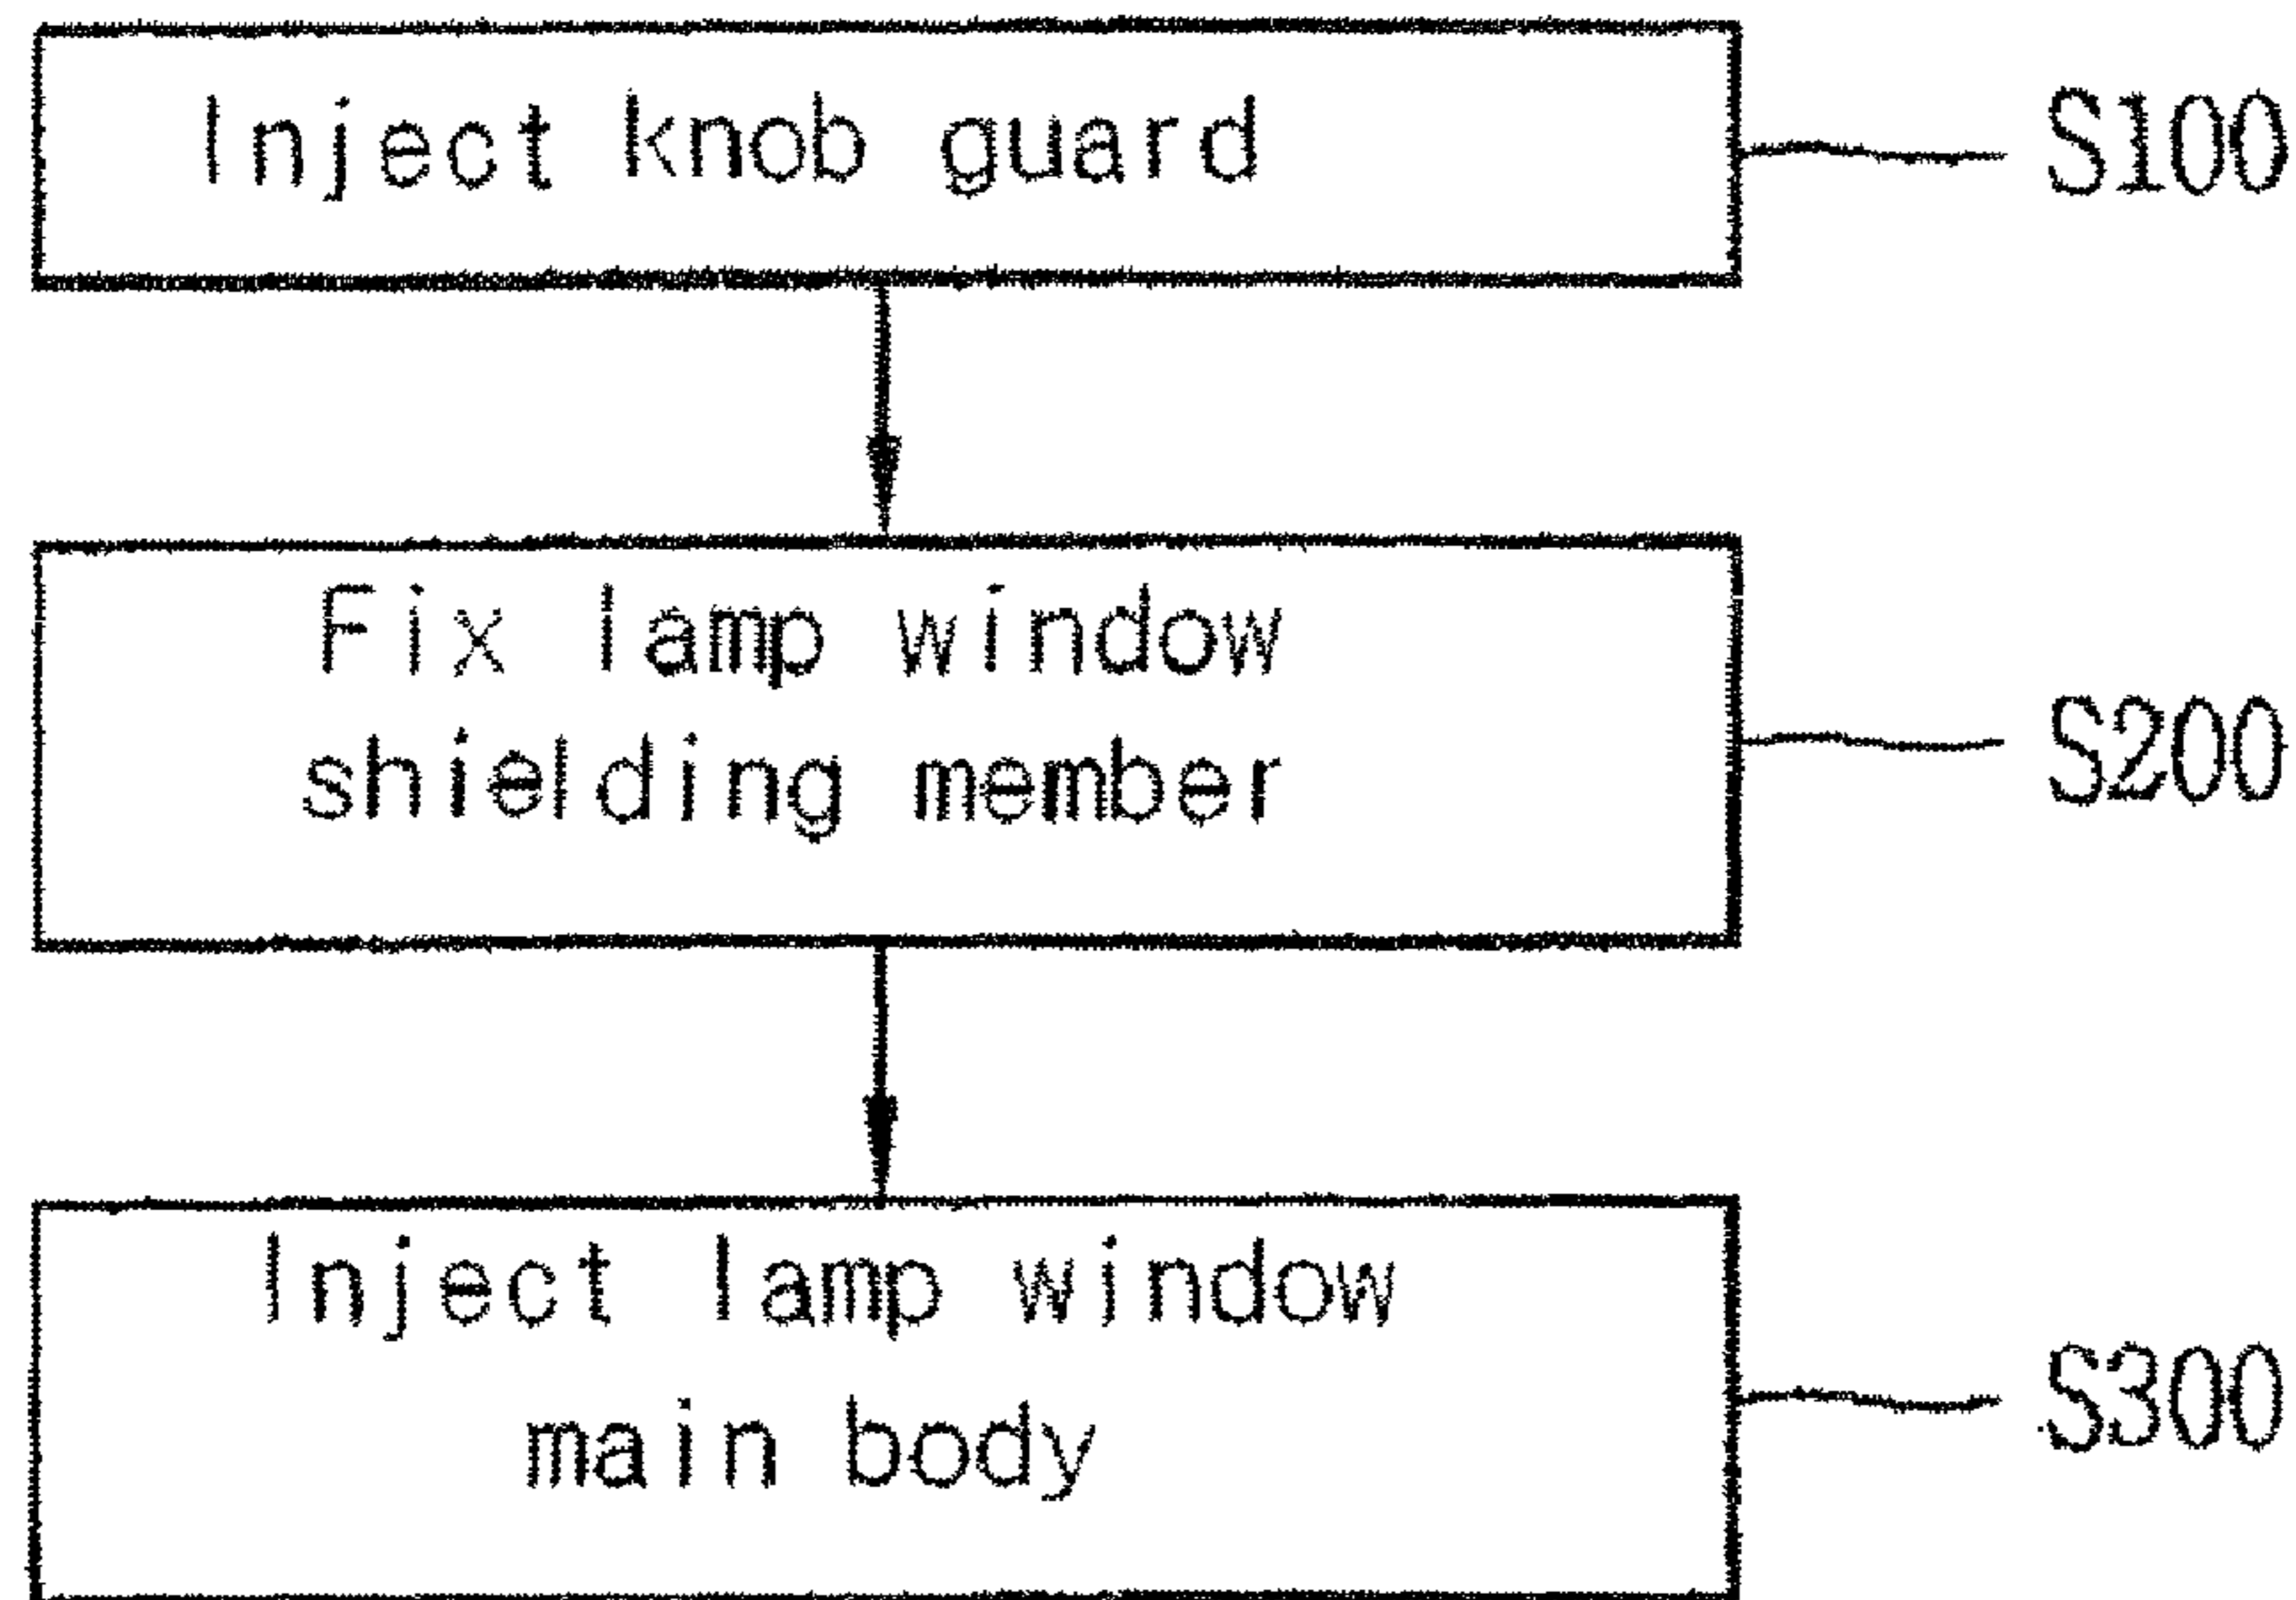 Inject knob guard
S100
Fix lamp window
shielding member
S200
Inject lamp window
main body
S300